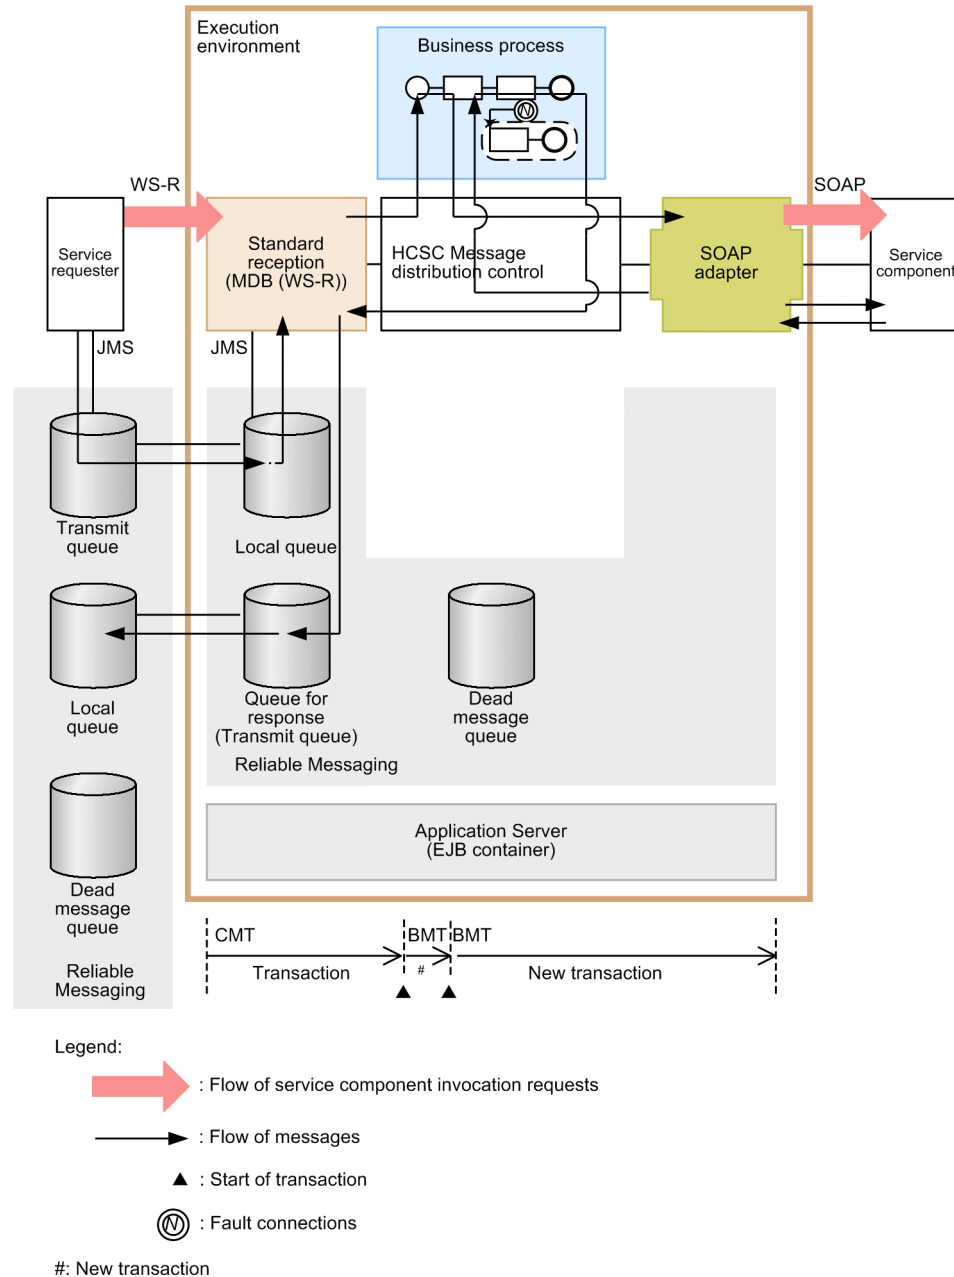 Execution
environment
Business process
N
WS-R
SOAP
Service
requester
Standard
reception
(MDB (WS-R))
HCSC Message
distribution control
SOAP
adapter
Service
component
JMS
JMS
Transmit
queue
Local queue
Local
queue
Queue for
response
(Transmit queue)
Dead
message
queue
Reliable Messaging
Application Server
(EJB container)
Dead
message
queue
Reliable
Messaging
CMT
BMT
BMT
Transaction
#
New transaction
Legend:
: Flow of service component invocation requests
: Flow of messages
: Start of transaction
N
: Fault connections
#: New transaction